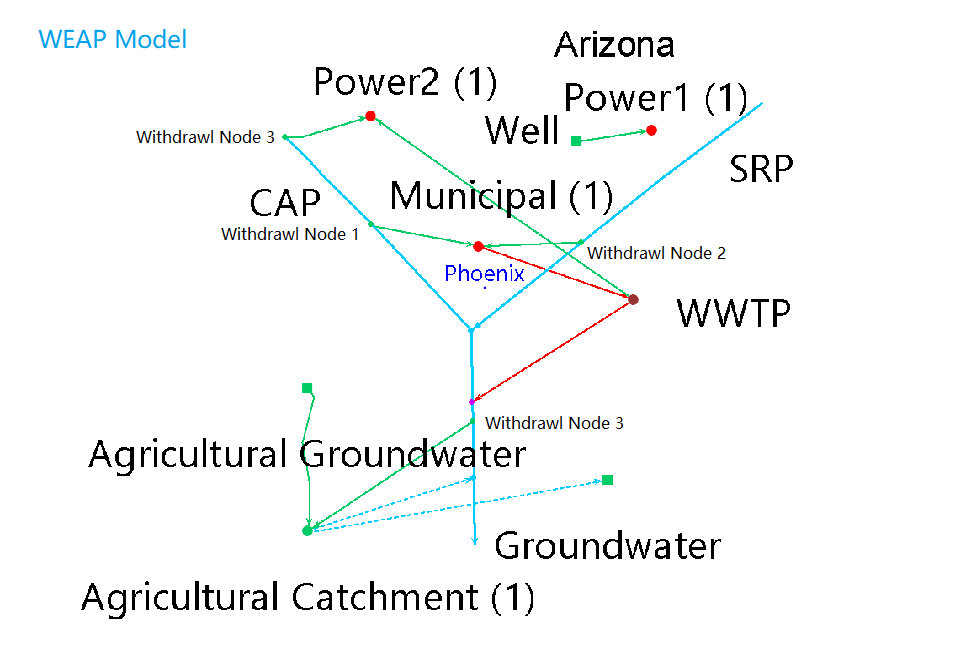 WEAP Model
Arizona
Power2 (1)
Power1 (1)
Well
Withdrawl Node 3
SRP
Municipal (1)
CAP
Withdrawl Node 1
Withdrawl Node 2
Phoenix
WWTP
Withdrawl Node 3
Agricultural Groundwater
Groundwater
Agricultural Catchment (1)